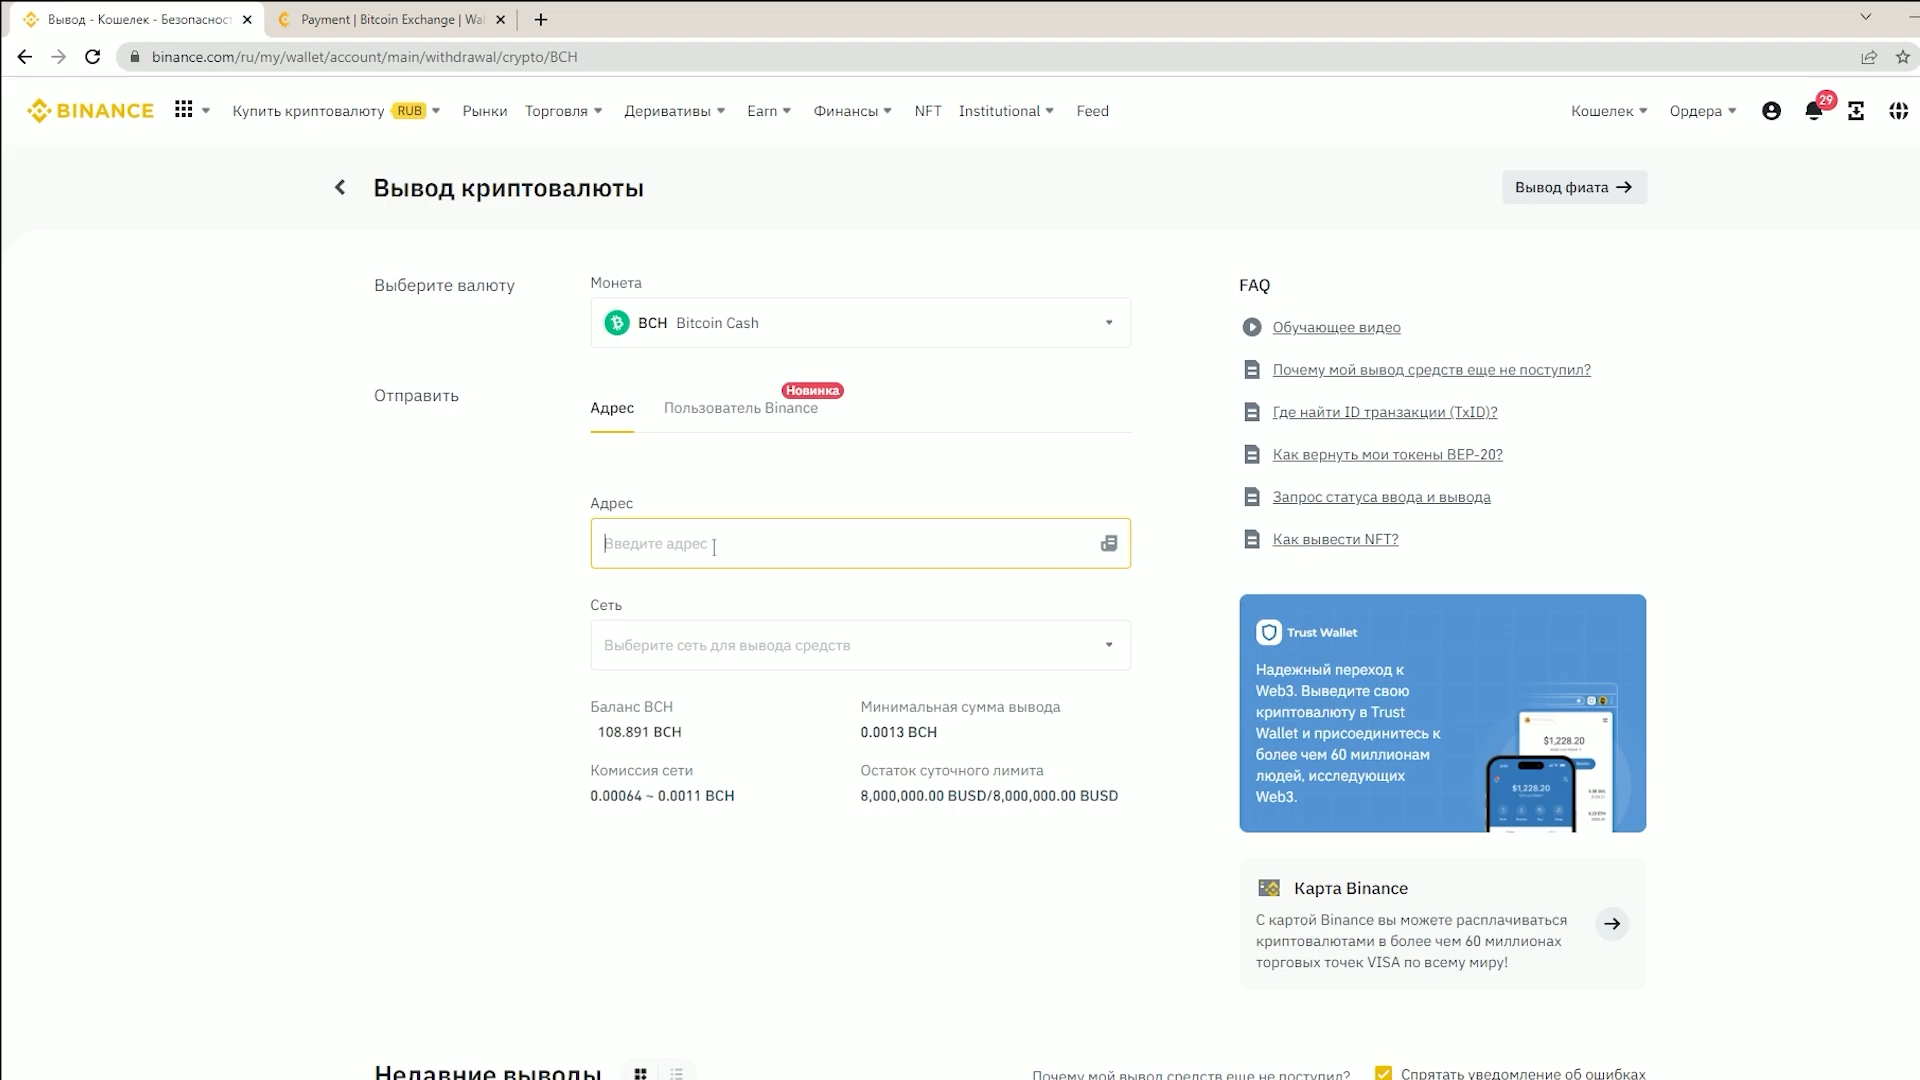 Вывод - Кошелек - Безопасност
Payment | Bitcoin Exchange | Wal
binance.com/ru/my/wallet/account/main/withdrawal/crypto/BCH
BINANCE
Купить криптовалюту RUB
Рынки
Торговля
Деривативы
Earn
Финансы
NFT
Institutional
Feed
Кошелек
Ордера
29
Вывод криптовалюты
Вывод фиата
Выберите валюту
Монета
BCH Bitcoin Cash
Отправить
Новинка
Адрес
Пользователь Binance
Адрес
Введите адрес
Сеть
Выберите сеть для вывода средств
Баланс BCH
108.891 BCH
Минимальная сумма вывода
0.0013 BCH
Комиссия сети
0.00064 ~ 0.0011 BCH
Остаток суточного лимита
8,000,000.00 BUSD/8,000,000.00 BUSD
FAQ
Обучающее видео
Почему мой вывод средств еще не поступил?
Где найти ID транзакции (TxID)?
Как вернуть мои токены BEP-20?
Запрос статуса ввода и вывода
Как вывести NFT?
Trust Wallet
Надежный переход к
Web3. Выведите свою
криптовалюту в Trust
Wallet и присоединитесь к
более чем 60 миллионам
людей, исследующих
Web3.
$1,228.20
$1,228.20
Карта Binance
С картой Binance вы можете расплачиваться
криптовалютами в более чем 60 миллионах
торговых точек VISA по всему миру!
Недавние выводы
Почему мой вывод средств еще не поступил?
Спрятать уведомление об ошибках